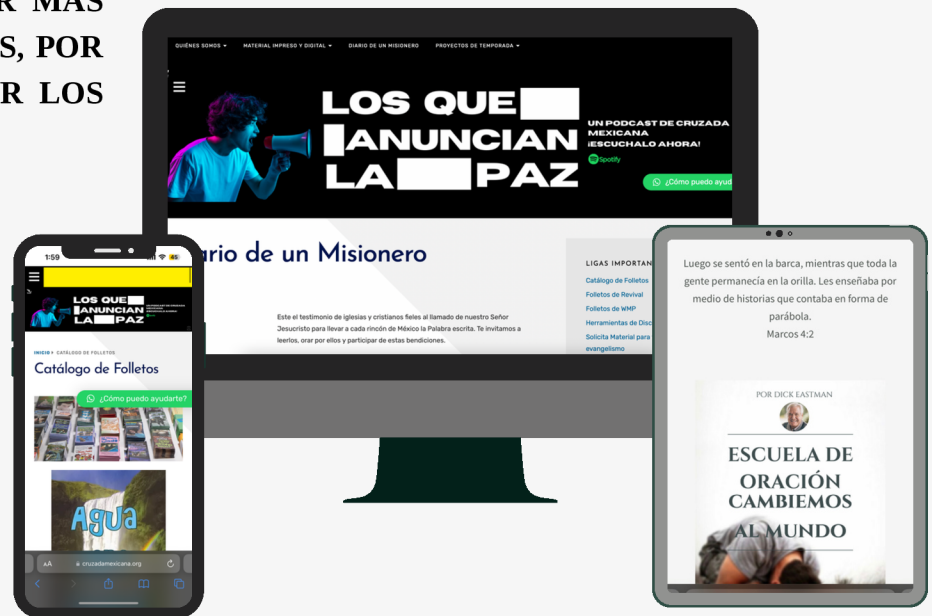 R MÁS
S, POR
R LOS
QUIÉNES SOMOS
MATERIAL IMPRESO Y DIGITAL
DIARIO DE UN MISIONERO
PROYECTOS DE TEMPORADA
LOS QUE
ANUNCIAN
LA PAZ
UN PODCAST DE CRUZADA
MEXICANA
¡ESCUCHALO AHORA!
Spotify
¿Cómo puedo ayud
ario de un Misionero
Este el testimonio de iglesias y cristianos fieles al llamado de nuestro Señor
Jesucristo para llevar a cada rincón de México la Palabra escrita. Te invitamos a
leerlos, orar por ellos y participar de estas bendiciones.
LIGAS IMPORTAN
Catálogo de Folletos
Folletos de Revival
Folletos de WMP
Herramientas de Disc
Solicita Material para
evangelismo
1:59
45
LOS QUE
ANUNCIAN
LA PAZ
INICIO > CATÁLOGO DE FOLLETOS
Catálogo de Folletos
¿Cómo puedo ayudarte?
Agua
AA
cruzadamexicana.org
Luego se sentó en la barca, mientras que toda la
gente permanecía en la orilla. Les enseñaba por
medio de historias que contaba en forma de
parábola.
Marcos 4:2
POR DICK EASTMAN
ESCUELA DE
ORACIÓN
CAMBIEMOS
AL MUNDO